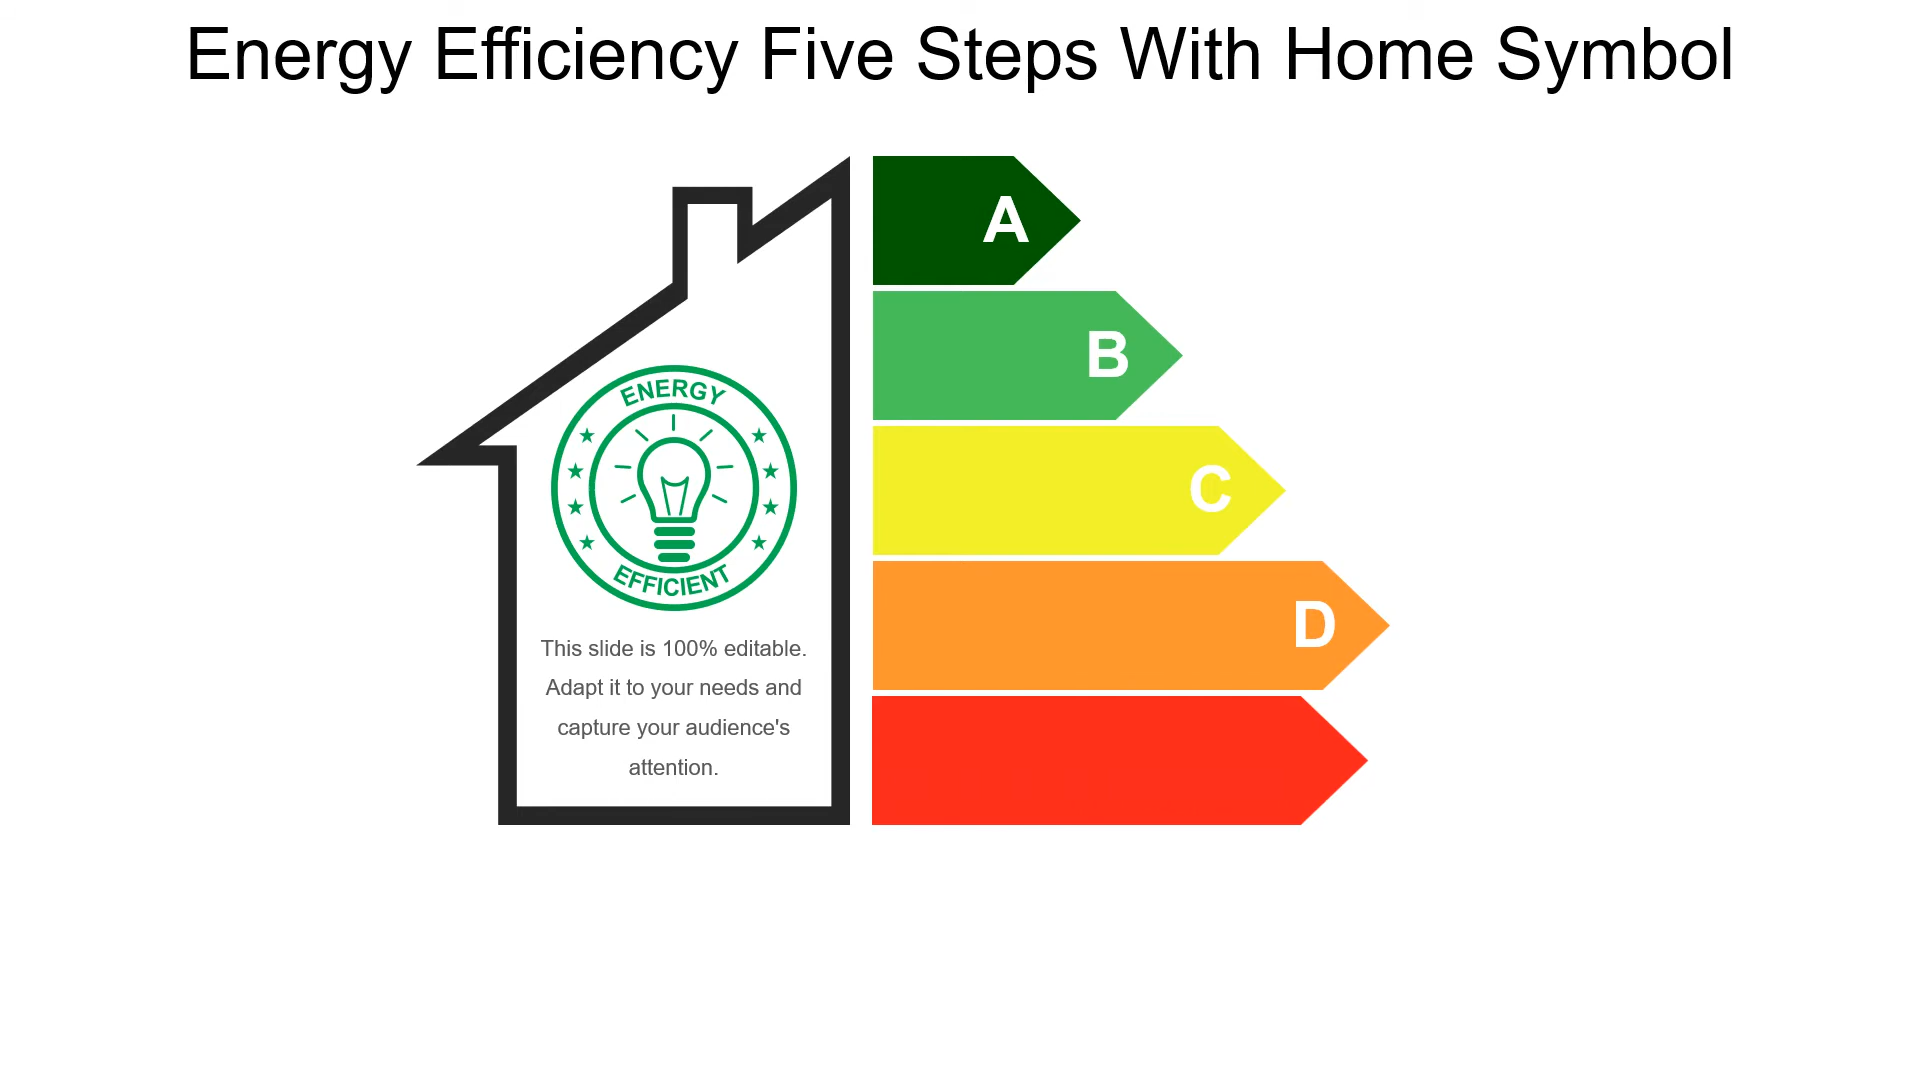 Energy Efficiency Five Steps With Home Symbol
A
B
C
D
ENERGY
EFFICIENT
This slide is 100% editable.
Adapt it to your needs and
capture your audience's
attention.